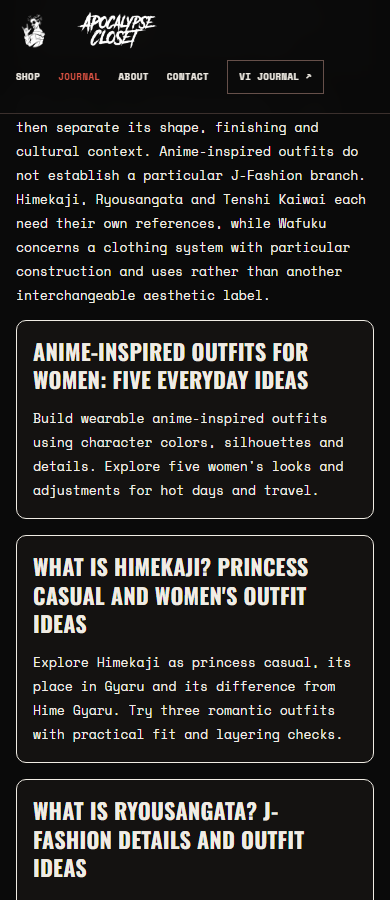 APOCALYPSE
CLOSET
SHOP JOURNAL ABOUT CONTACT VI JOURNAL ↗
then separate its shape, finishing and
cultural context. Anime-inspired outfits do
not establish a particular J-Fashion branch.
Himekaji, Ryousangata and Tenshi Kaiwai each
need their own references, while Wafuku
concerns a clothing system with particular
construction and uses rather than another
interchangeable aesthetic label.
ANIME-INSPIRED OUTFITS FOR
WOMEN: FIVE EVERYDAY IDEAS
Build wearable anime-inspired outfits
using character colors, silhouettes and
details. Explore five women's looks and
adjustments for hot days and travel.
WHAT IS HIMEKAJI? PRINCESS
CASUAL AND WOMEN'S OUTFIT
IDEAS
Explore Himekaji as princess casual, its
place in Gyaru and its difference from
Hime Gyaru. Try three romantic outfits
with practical fit and layering checks.
WHAT IS RYOUSANGATA? J-
FASHION DETAILS AND OUTFIT
IDEAS